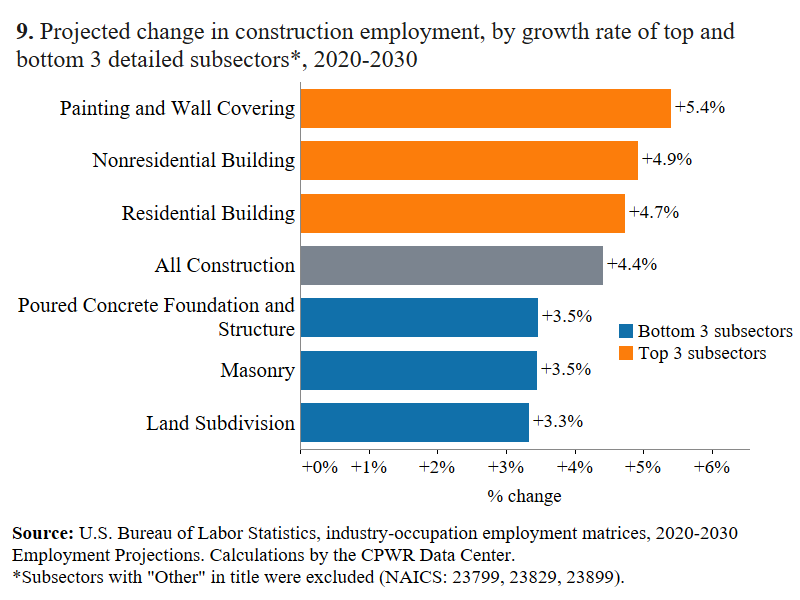 9. Projected change in construction employment, by growth rate of top and
bottom 3 detailed subsectors*, 2020-2030
Painting and Wall Covering
+5.4%
Nonresidential Building
+4.9%
Residential Building
+4.7%
All Construction
+4.4%
Poured Concrete Foundation and
Structure
+3.5%
Masonry
+3.5%
Land Subdivision
+3.3%
Bottom 3 subsectors
Top 3 subsectors
+0% +1% +2% +3% +4% +5% +6%
% change
Source: U.S. Bureau of Labor Statistics, industry-occupation employment matrices, 2020-2030
Employment Projections. Calculations by the CPWR Data Center.
*Subsectors with "Other" in title were excluded (NAICS: 23799, 23829, 23899).